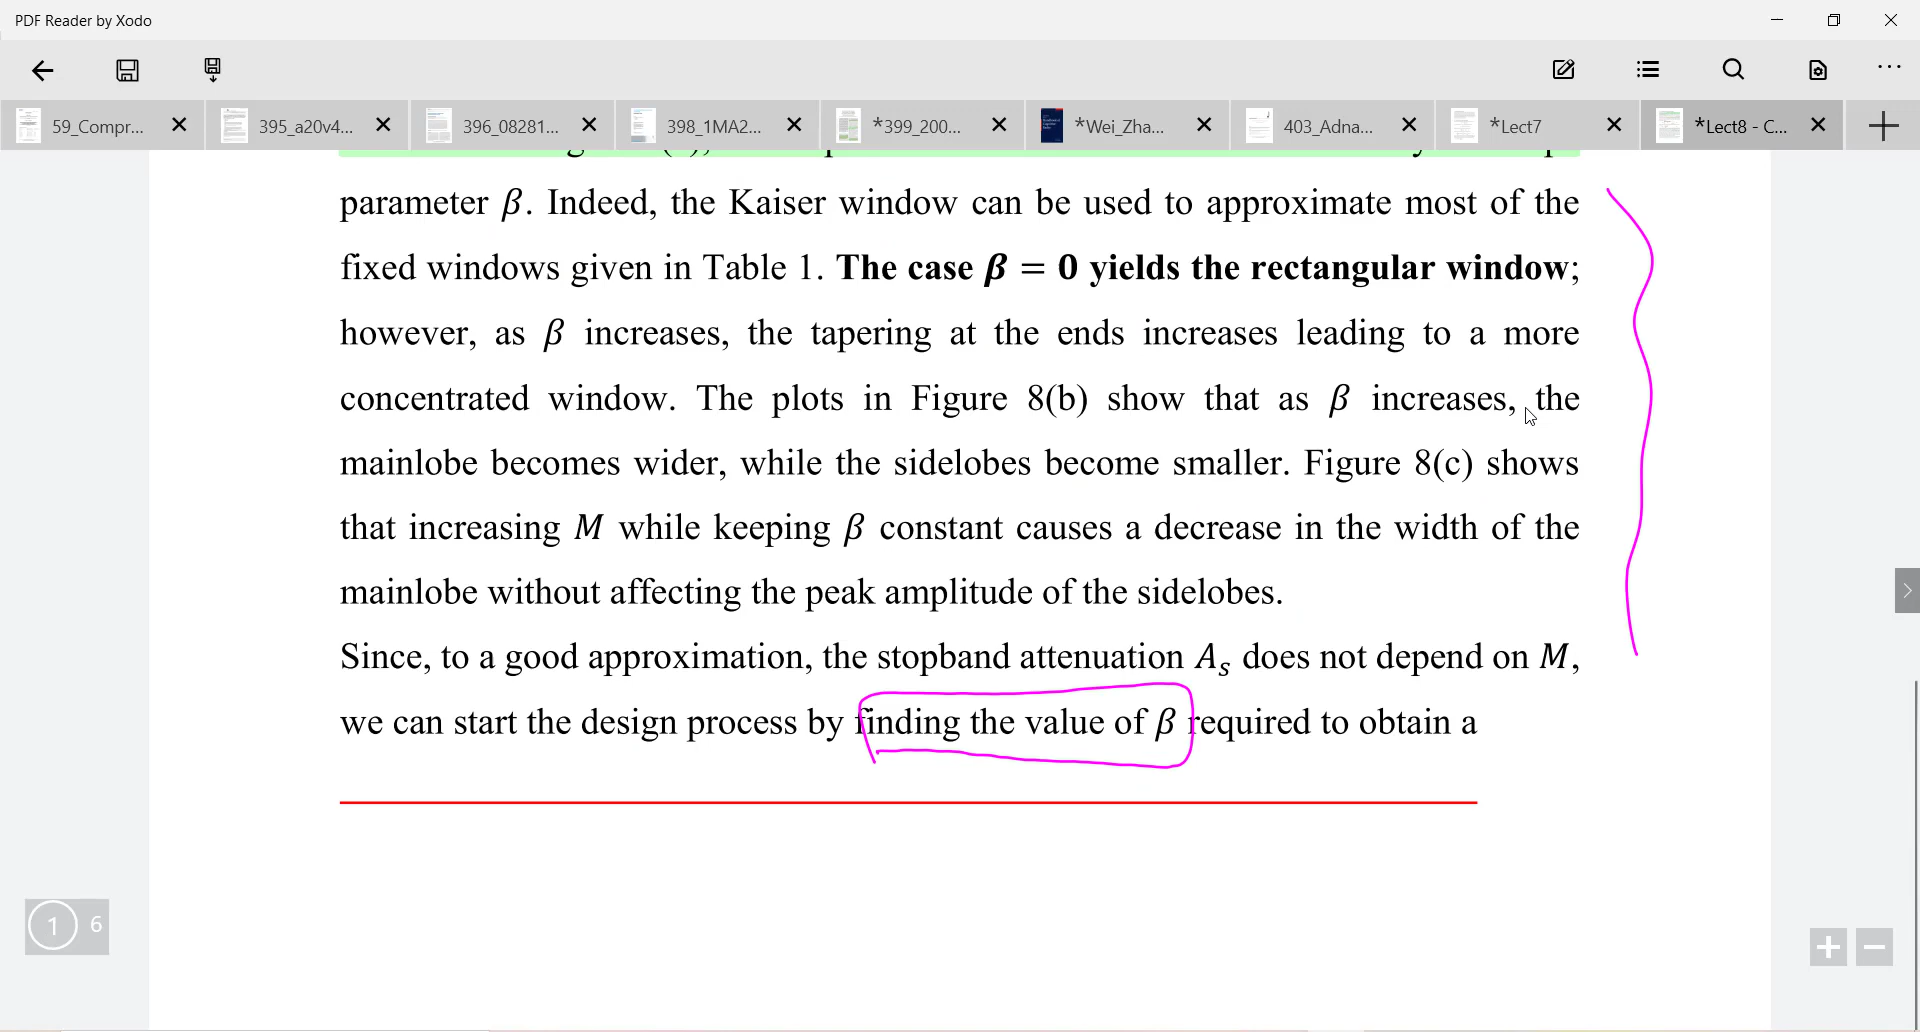 PDF Reader by Xodo
59_Compr...
395_a20v4...
396_08281...
398_1MA2...
*399_200...
*Wei_Zha...
403_Adna...
*Lect7
*Lect8 - C...
parameter β. Indeed, the Kaiser window can be used to approximate most of the
fixed windows given in Table 1. The case β = 0 yields the rectangular window;
however, as β increases, the tapering at the ends increases leading to a more
concentrated window. The plots in Figure 8(b) show that as β increases, the
mainlobe becomes wider, while the sidelobes become smaller. Figure 8(c) shows
that increasing M while keeping β constant causes a decrease in the width of the
mainlobe without affecting the peak amplitude of the sidelobes.
Since, to a good approximation, the stopband attenuation Aₛ does not depend on M,
we can start the design process by finding the value of β required to obtain a
1 6